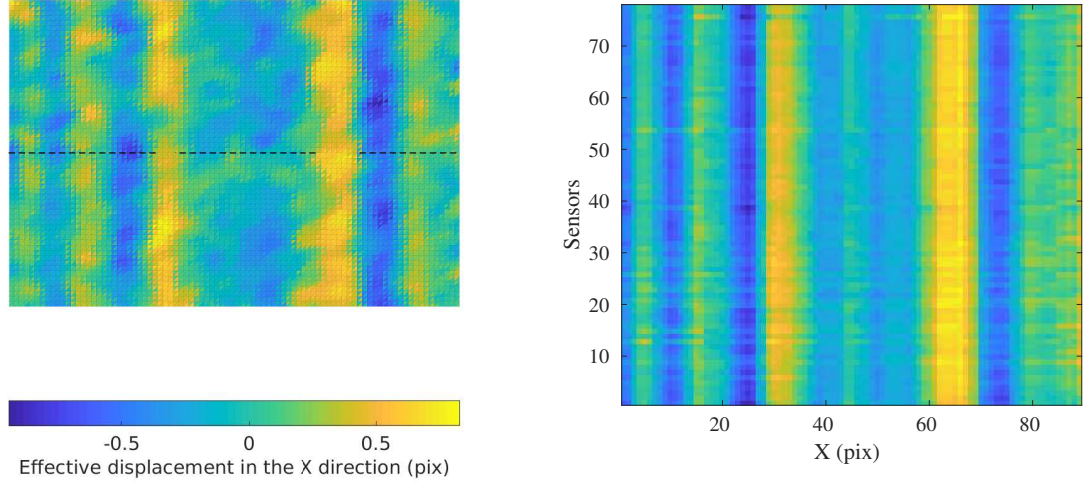 -0.5 0 0.5
Effective displacement in the X direction (pix)
Sensors
70
60
50
40
30
20
10
20 40 60 80
X (pix)